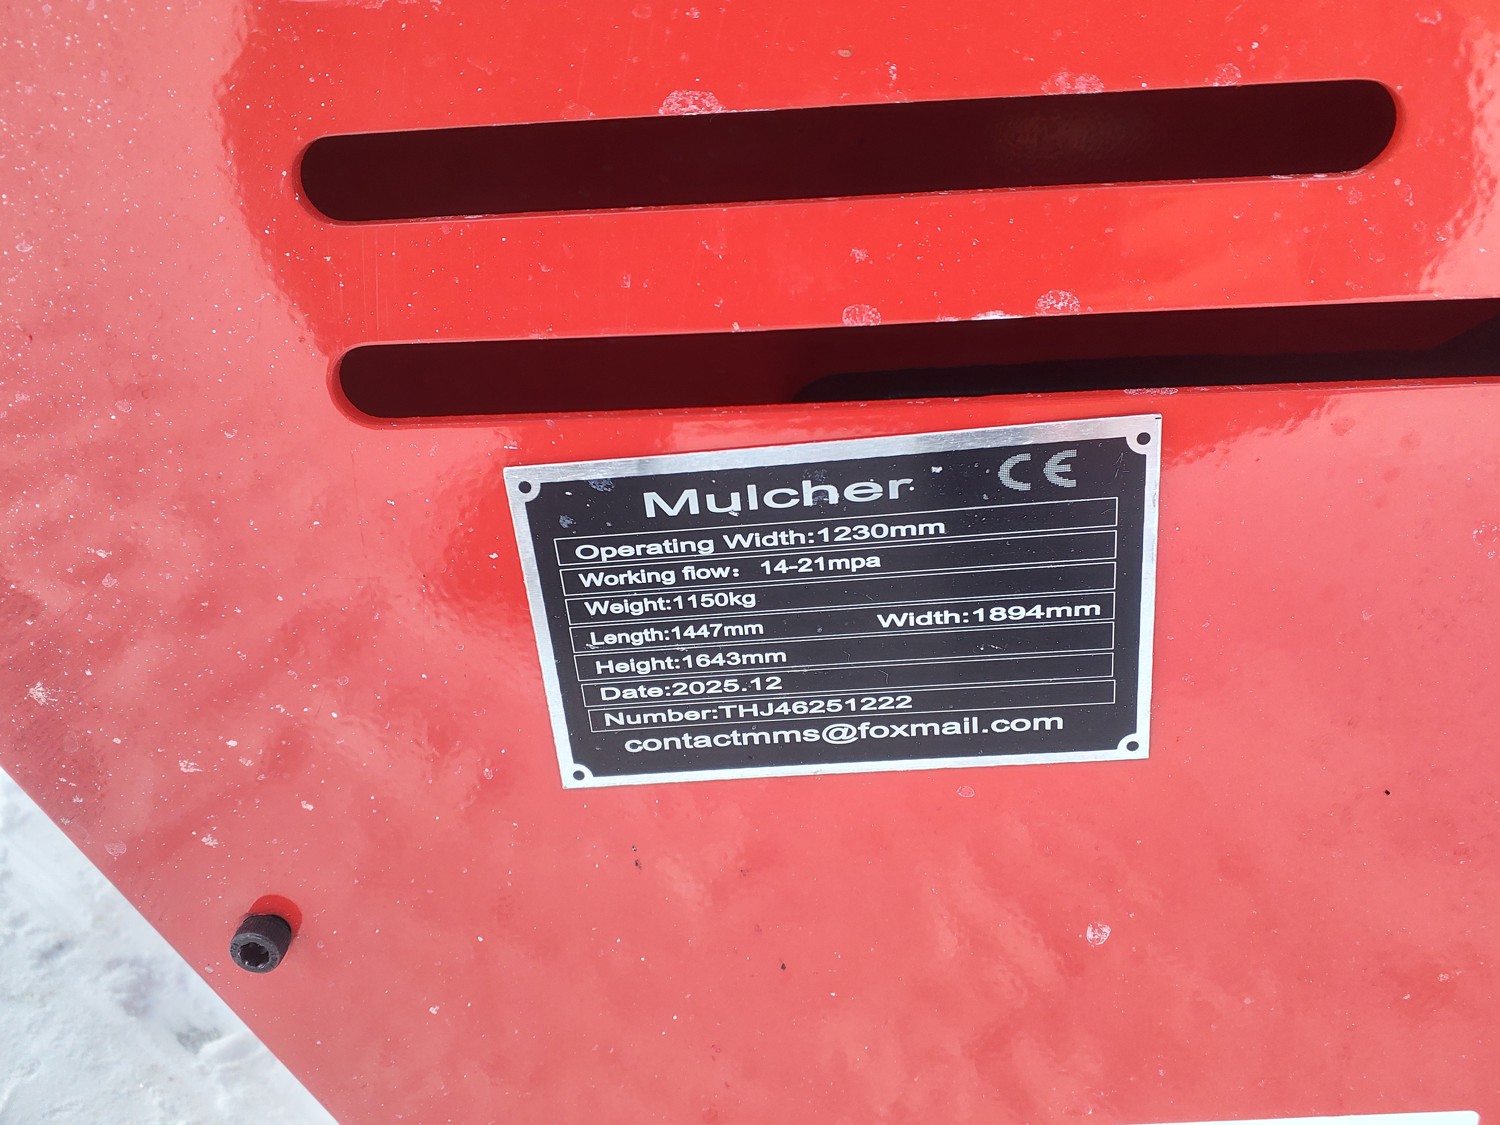 Mulcher CE
Operating Width:1230mm
Working flow: 14-21mpa
Weight:1150kg
Length:1447mm Width:1894mm
Height:1643mm
Date:2025.12
Number:THJ46251222
contactmms@foxmail.com